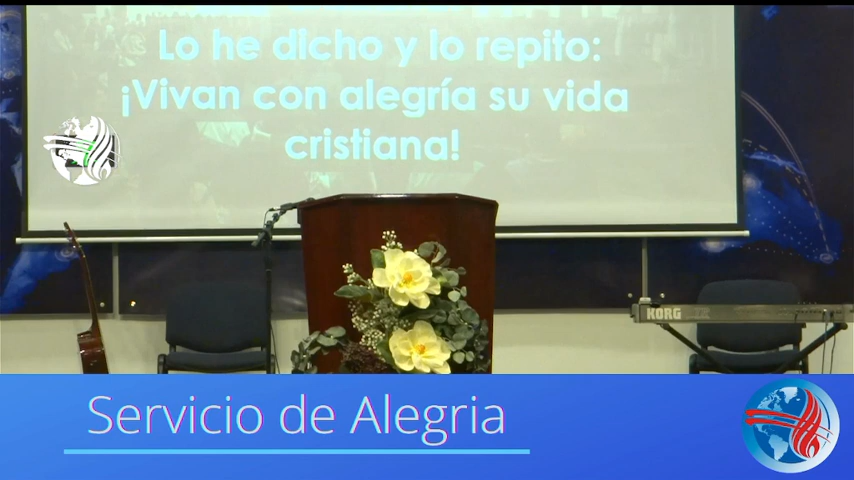 Lo he dicho y lo repito:
¡Vivan con alegría su vida
cristiana!
KORG
Servicio de Alegria